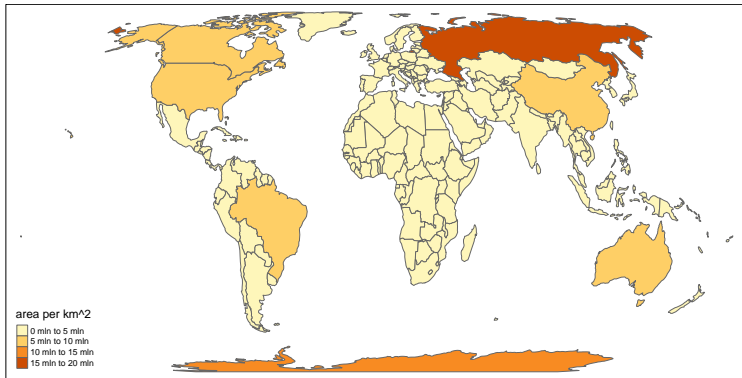 area per km^2
0 mln to 5 mln
5 mln to 10 mln
10 mln to 15 mln
15 mln to 20 mln